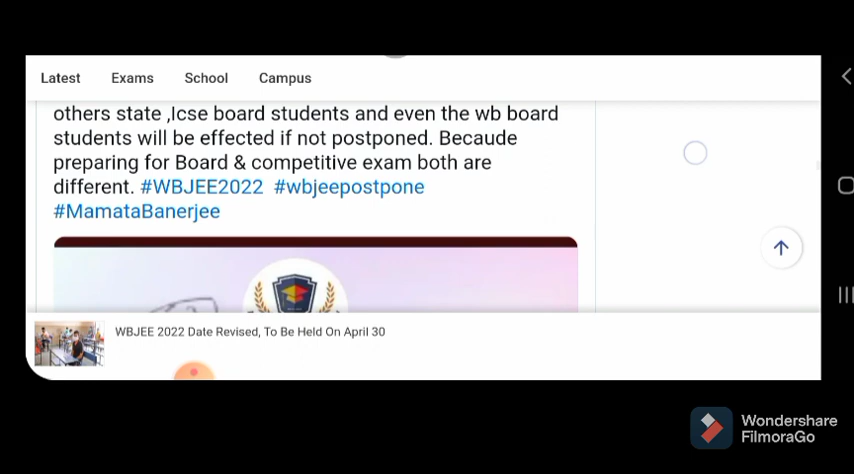 Latest Exams School Campus
others state ,Icse board students and even the wb board
students will be effected if not postponed. Becaude
preparing for Board & competitive exam both are
different. #WBJEE2022 #wbjeepostpone
#MamataBanerjee
WBJEE 2022 Date Revised, To Be Held On April 30
Wondershare
FilmoraGo